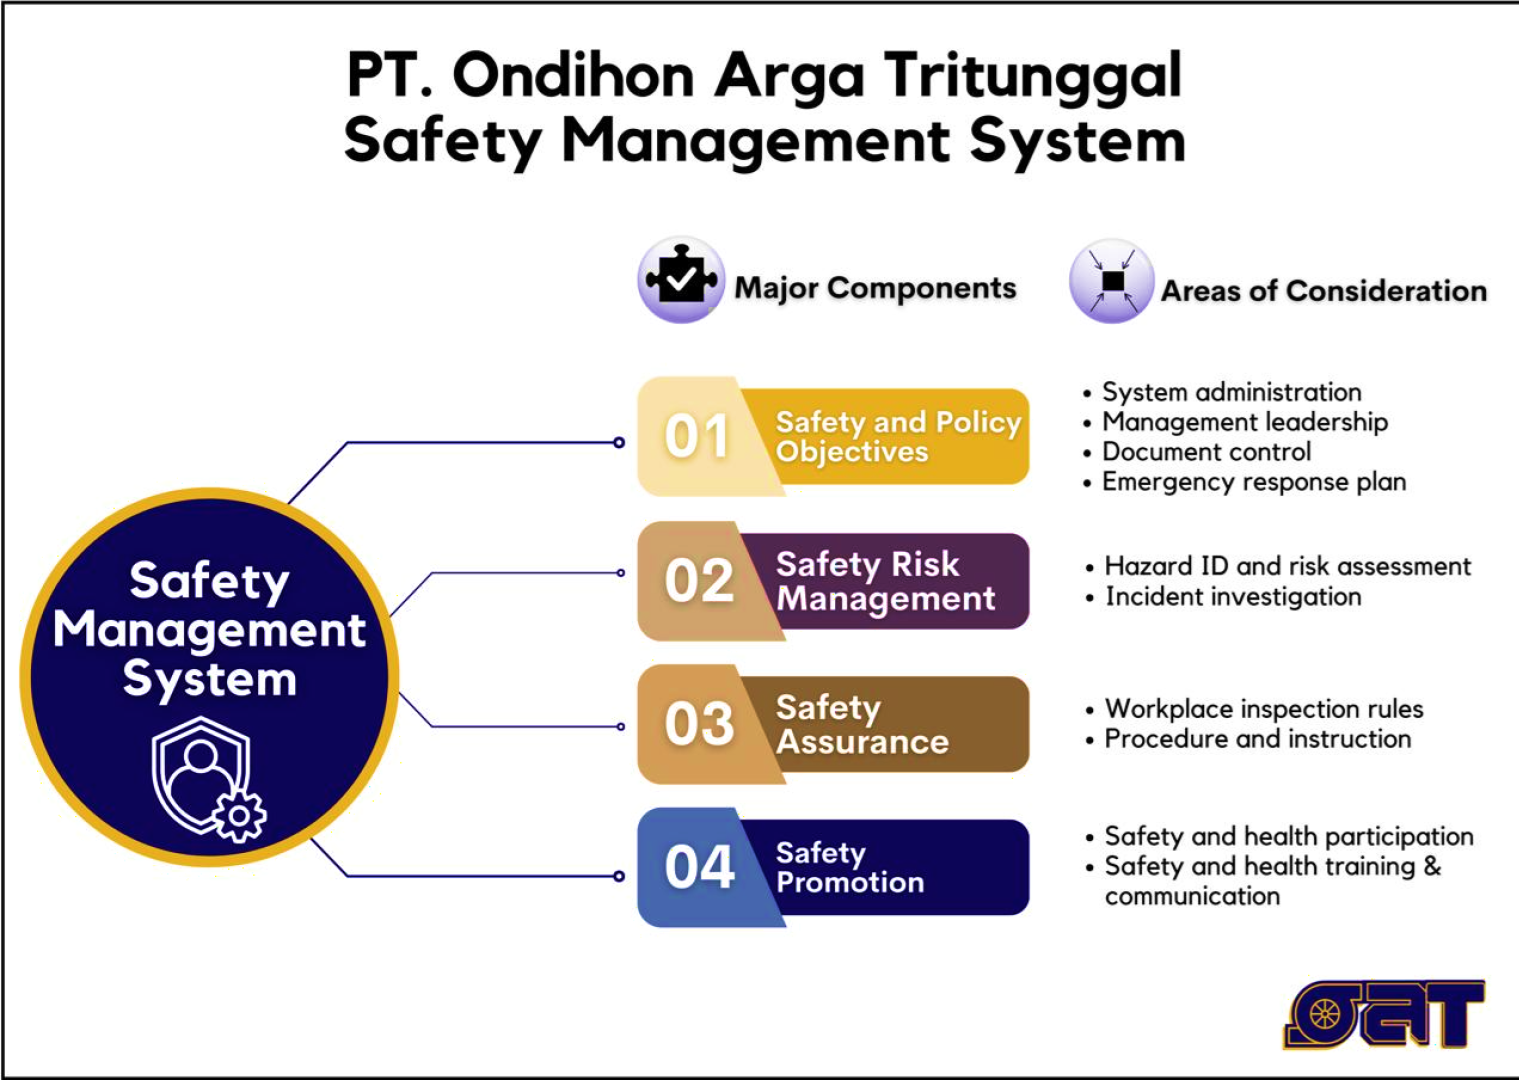 PT. Ondihon Arga Tritunggal
Safety Management System
Major Components
Areas of Consideration
Safety
Management
System
01
Safety and Policy
Objectives
• System administration
• Management leadership
• Document control
• Emergency response plan
02
Safety Risk
Management
• Hazard ID and risk assessment
• Incident investigation
03
Safety
Assurance
• Workplace inspection rules
• Procedure and instruction
04
Safety
Promotion
• Safety and health participation
• Safety and health training &
communication
OAT